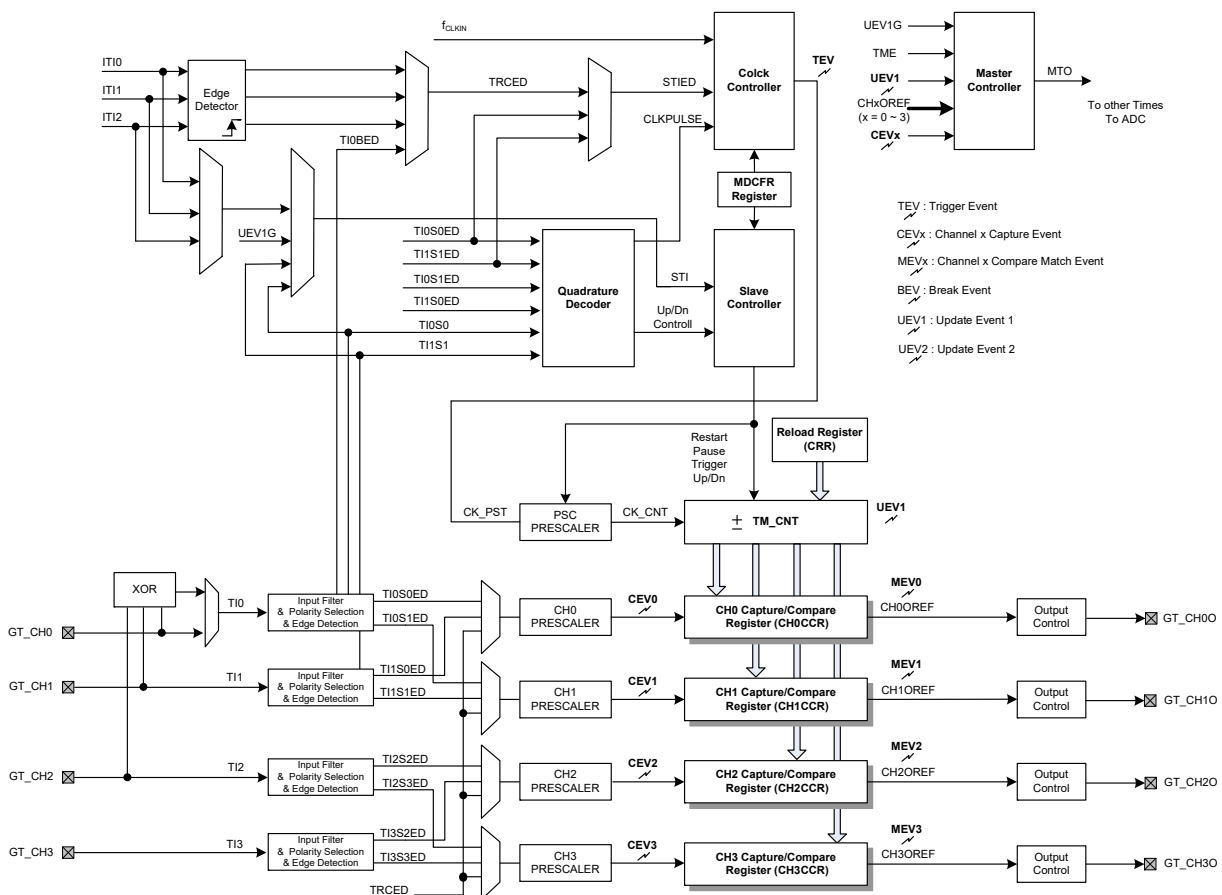 fCLKIN
ITI0
ITI1
ITI2
Edge
Detector
TRCED
TI0BED
STIED
CLKPULSE
Colck
Controller
TEV
UEV1G
TME
UEV1
CHxOREF
(x = 0 ~ 3)
CEVx
Master
Controller
MTO
To other Times
To ADC
MDCFR
Register
UEV1G
TI0S0ED
TI1S1ED
TI0S1ED
TI1S0ED
TI0S0
TI1S1
Quadrature
Decoder
STI
Up/Dn
Controll
Slave
Controller
TEV : Trigger Event
CEVx : Channel x Capture Event
MEVx : Channel x Compare Match Event
BEV : Break Event
UEV1 : Update Event 1
UEV2 : Update Event 2
Restart
Pause
Trigger
Up/Dn
Reload Register
(CRR)
CK_PST
PSC
PRESCALER
CK_CNT
± TM_CNT
UEV1
XOR
GT_CH0
TI0
Input Filter
& Polarity Selection
& Edge Detection
TI0S0ED
TI0S1ED
CH0
PRESCALER
CEV0
CH0 Capture/Compare
Register (CH0CCR)
MEV0
CH0OREF
Output
Control
GT_CH0O
GT_CH1
TI1
Input Filter
& Polarity Selection
& Edge Detection
TI1S0ED
TI1S1ED
CH1
PRESCALER
CEV1
CH1 Capture/Compare
Register (CH1CCR)
MEV1
CH1OREF
Output
Control
GT_CH1O
GT_CH2
TI2
Input Filter
& Polarity Selection
& Edge Detection
TI2S2ED
TI2S3ED
CH2
PRESCALER
CEV2
CH2 Capture/Compare
Register (CH2CCR)
MEV2
CH2OREF
Output
Control
GT_CH2O
GT_CH3
TI3
Input Filter
& Polarity Selection
& Edge Detection
TI3S2ED
TI3S3ED
TRCED
CH3
PRESCALER
CEV3
CH3 Capture/Compare
Register (CH3CCR)
MEV3
CH3OREF
Output
Control
GT_CH3O